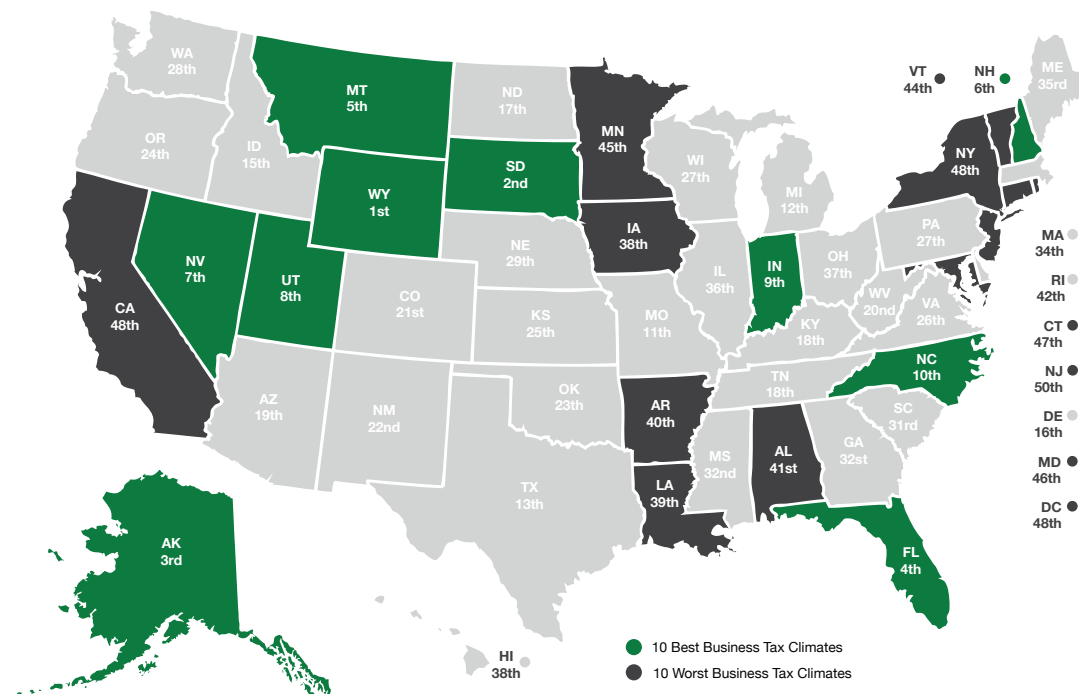 WA
28th
MT
5th
ND
17th
MN
45th
VT
44th
NH
6th
ME
35rd
OR
24th
ID
15th
SD
2nd
WI
27th
MI
12th
NY
48th
WY
1st
IA
38th
NE
29th
PA
27th
MA
34th
NV
7th
UT
8th
CO
21st
IL
36th
IN
9th
OH
37th
WV
20nd
VA
26th
RI
42th
CA
48th
KS
25th
MO
11th
KY
18th
CT
47th
NC
10th
NJ
50th
AZ
19th
NM
22nd
OK
23th
TN
18th
AR
40th
SC
31rd
DE
16th
MS
32nd
AL
41st
GA
32st
MD
46th
TX
13th
LA
39th
DC
48th
AK
3rd
FL
4th
HI
38th
10 Best Business Tax Climates
10 Worst Business Tax Climates